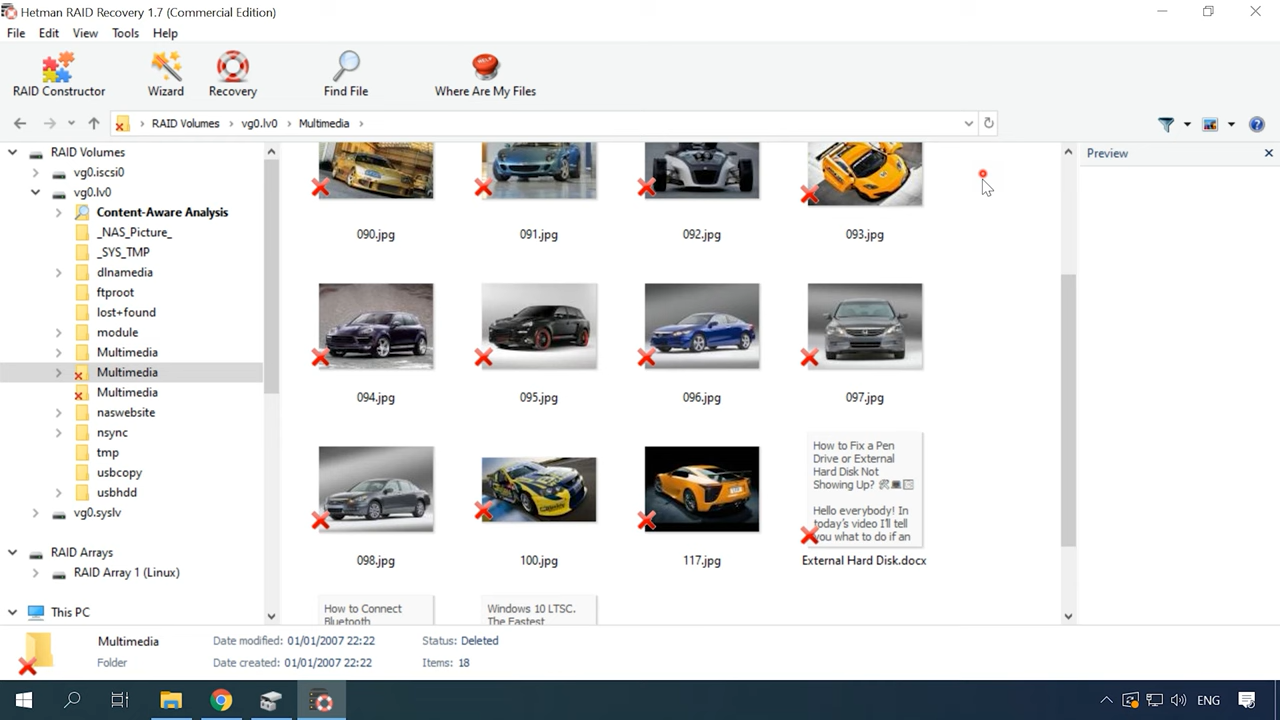 Hetman RAID Recovery 1.7 (Commercial Edition)
File Edit View Tools Help
RAID Constructor Wizard Recovery Find File Where Are My Files
RAID Volumes vg0.lv0 Multimedia
RAID Volumes
vg0.iscsi0
vg0.lv0
Content-Aware Analysis
_NAS_Picture_
_SYS_TMP
dlnamedia
ftproot
lost+found
module
Multimedia
Multimedia
Multimedia
naswebsite
nsync
tmp
usbcopy
usbhdd
vg0.syslv
RAID Arrays
RAID Array 1 (Linux)
This PC
090.jpg 091.jpg 092.jpg 093.jpg
094.jpg 095.jpg 096.jpg 097.jpg
How to Fix a Pen
Drive or External
Hard Disk Not
Showing Up?
Hello everybody! In
today's video I'll tell
you what to do if an
098.jpg 100.jpg 117.jpg External Hard Disk.docx
How to Connect
Bluetooth
Windows 10 LTSC.
The Fastest
Preview
Multimedia
Folder
Date modified: 01/01/2007 22:22
Date created: 01/01/2007 22:22
Status: Deleted
Items: 18
ENG